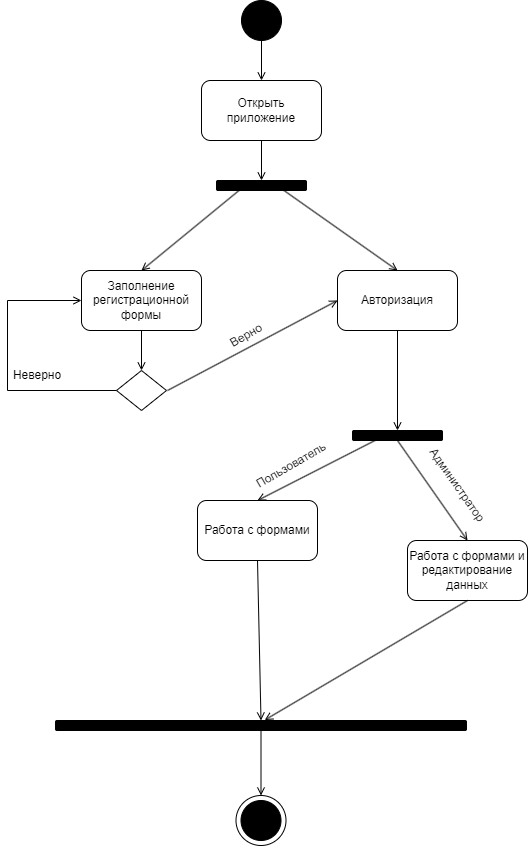 Открыть
приложение
Заполнение
регистрационной
формы
Авторизация
Верно
Неверно
Пользователь
Администратор
Работа с формами
Работа с формами и
редактирование
данных